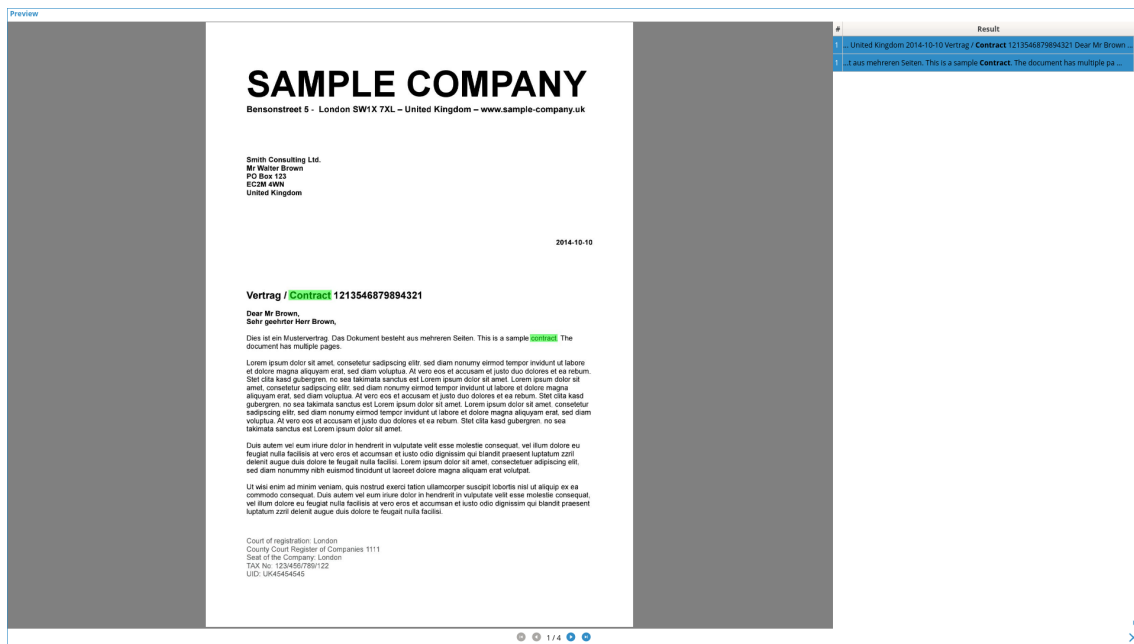 Preview
SAMPLE COMPANY
Bensonstreet 5 - London SW1X 7XL – United Kingdom – www.sample-company.uk
Smith Consulting Ltd.
Mr Walter Brown
PO Box 123
EC2M 4WN
United Kingdom
2014-10-10
Vertrag / Contract 1213546879894321
Dear Mr Brown,
Sehr geehrter Herr Brown,
Dies ist ein Mustervertrag. Das Dokument besteht aus mehreren Seiten. This is a sample contract. The
document has multiple pages.
Lorem ipsum dolor sit amet, consetetur sadipscing elitr, sed diam nonumy eirmod tempor invidunt ut labore
et dolore magna aliquyam erat, sed diam voluptua. At vero eos et accusam et justo duo dolores et ea rebum.
Stet clita kasd gubergren, no sea takimata sanctus est Lorem ipsum dolor sit amet. Lorem ipsum dolor sit
amet, consetetur sadipscing elitr, sed diam nonumy eirmod tempor invidunt ut labore et dolore magna
aliquyam erat, sed diam voluptua. At vero eos et accusam et justo duo dolores et ea rebum. Stet clita kasd
gubergren, no sea takimata sanctus est Lorem ipsum dolor sit amet. Lorem ipsum dolor sit amet, consetetur
sadipscing elitr, sed diam nonumy eirmod tempor invidunt ut labore et dolore magna aliquyam erat, sed diam
voluptua. At vero eos et accusam et justo duo dolores et ea rebum. Stet clita kasd gubergren, no sea
takimata sanctus est Lorem ipsum dolor sit amet.
Duis autem vel eum iriure dolor in hendrerit in vulputate velit esse molestie consequat, vel illum dolore eu
feugiat nulla facilisis at vero eros et accumsan et iusto odio dignissim qui blandit praesent luptatum zzril
delenit augue duis dolore te feugait nulla facilisi. Lorem ipsum dolor sit amet, consectetuer adipiscing elit,
sed diam nonummy nibh euismod tincidunt ut laoreet dolore magna aliquam erat volutpat.
Ut wisi enim ad minim veniam, quis nostrud exerci tation ullamcorper suscipit lobortis nisl ut aliquip ex ea
commodo consequat. Duis autem vel eum iriure dolor in hendrerit in vulputate velit esse molestie consequat,
vel illum dolore eu feugiat nulla facilisis at vero eros et accumsan et iusto odio dignissim qui blandit praesent
luptatum zzril delenit augue duis dolore te feugait nulla facilisi.
Court of registration: London
County Court Register of Companies 1111
Seat of the Company: London
TAX No: 123/456/789/122
UID: UK45454545
1 / 4
# Result
1 ... United Kingdom 2014-10-10 Vertrag / Contract 1213546879894321 Dear Mr Brown ...
1 ...t aus mehreren Seiten. This is a sample Contract. The document has multiple pa ...